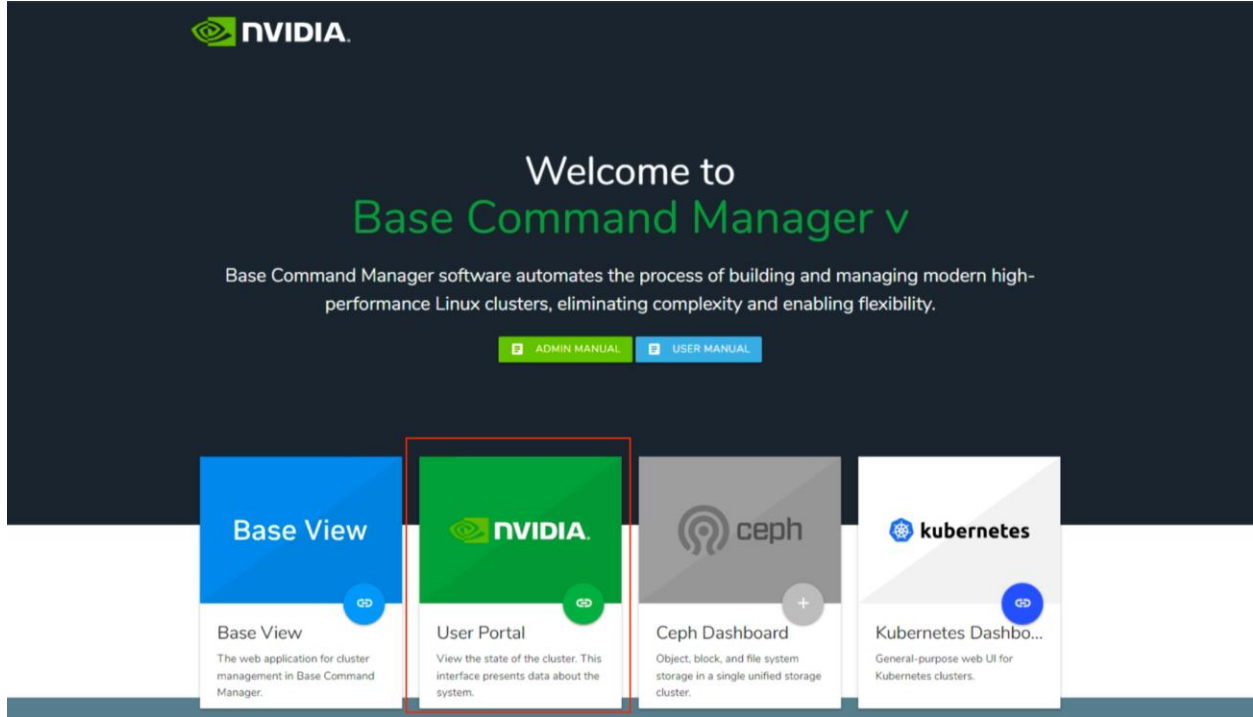 NVIDIA.
Welcome to
Base Command Manager v
Base Command Manager software automates the process of building and managing modern high-
performance Linux clusters, eliminating complexity and enabling flexibility.
ADMIN MANUAL
USER MANUAL
Base View
Base View
The web application for cluster
management in Base Command
Manager.
NVIDIA.
User Portal
View the state of the cluster. This
interface presents data about the
system.
ceph
Ceph Dashboard
Object, block, and file system
storage in a single unified storage
cluster.
kubernetes
Kubernetes Dashbo...
General-purpose web UI for
Kubernetes clusters.